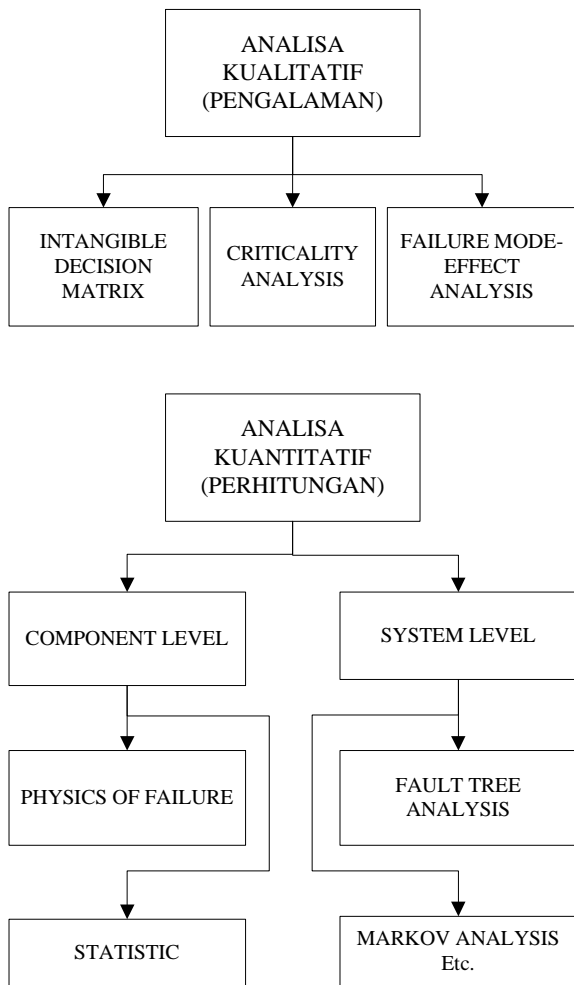 ANALISA
KUALITATIF
(PENGALAMAN)
INTANGIBLE
DECISION
MATRIX
CRITICALITY
ANALYSIS
FAILURE MODE-
EFFECT
ANALYSIS
ANALISA
KUANTITATIF
(PERHITUNGAN)
COMPONENT LEVEL
SYSTEM LEVEL
PHYSICS OF FAILURE
FAULT TREE
ANALYSIS
STATISTIC
MARKOV ANALYSIS
Etc.